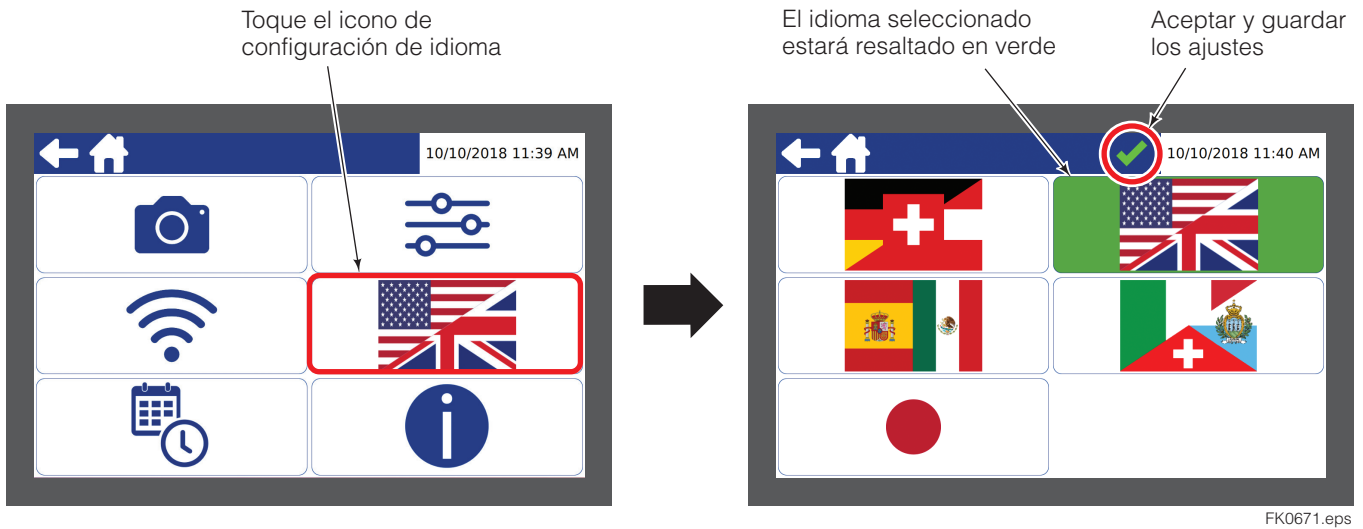 Toque el icono de
configuración de idioma
El idioma seleccionado
estará resaltado en verde
Aceptar y guardar
los ajustes
10/10/2018 11:39 AM
10/10/2018 11:40 AM
FK0671.eps